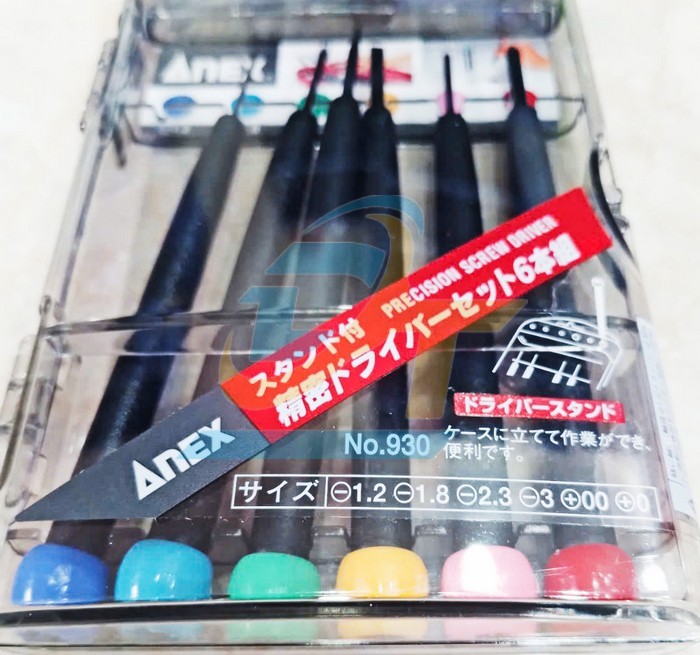 ANEX
スタンド付 PRECISION SCREW DRIVER
精密ドライバーセット6本組
ANEX
ドライバースタンド
No.930
ケースに立てて作業ができ、
便利です。
サイズ ⊖1.2 ⊖1.8 ⊖2.3 ⊖3 ⊕00 ⊕0